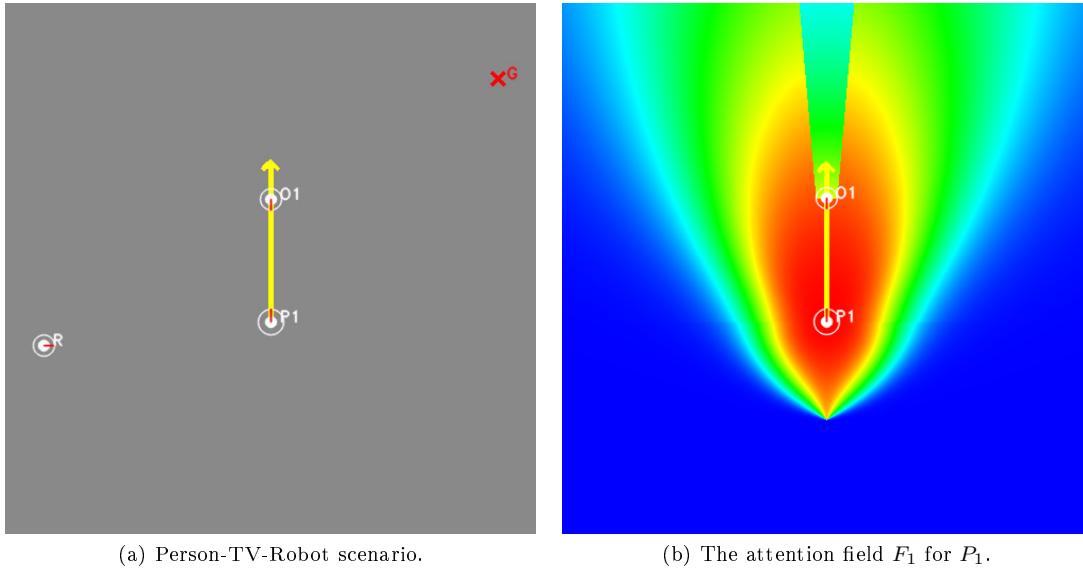 G
O1
P1
R
O1
P1
(a) Person-TV-Robot scenario.
(b) The attention field F₁ for P₁.